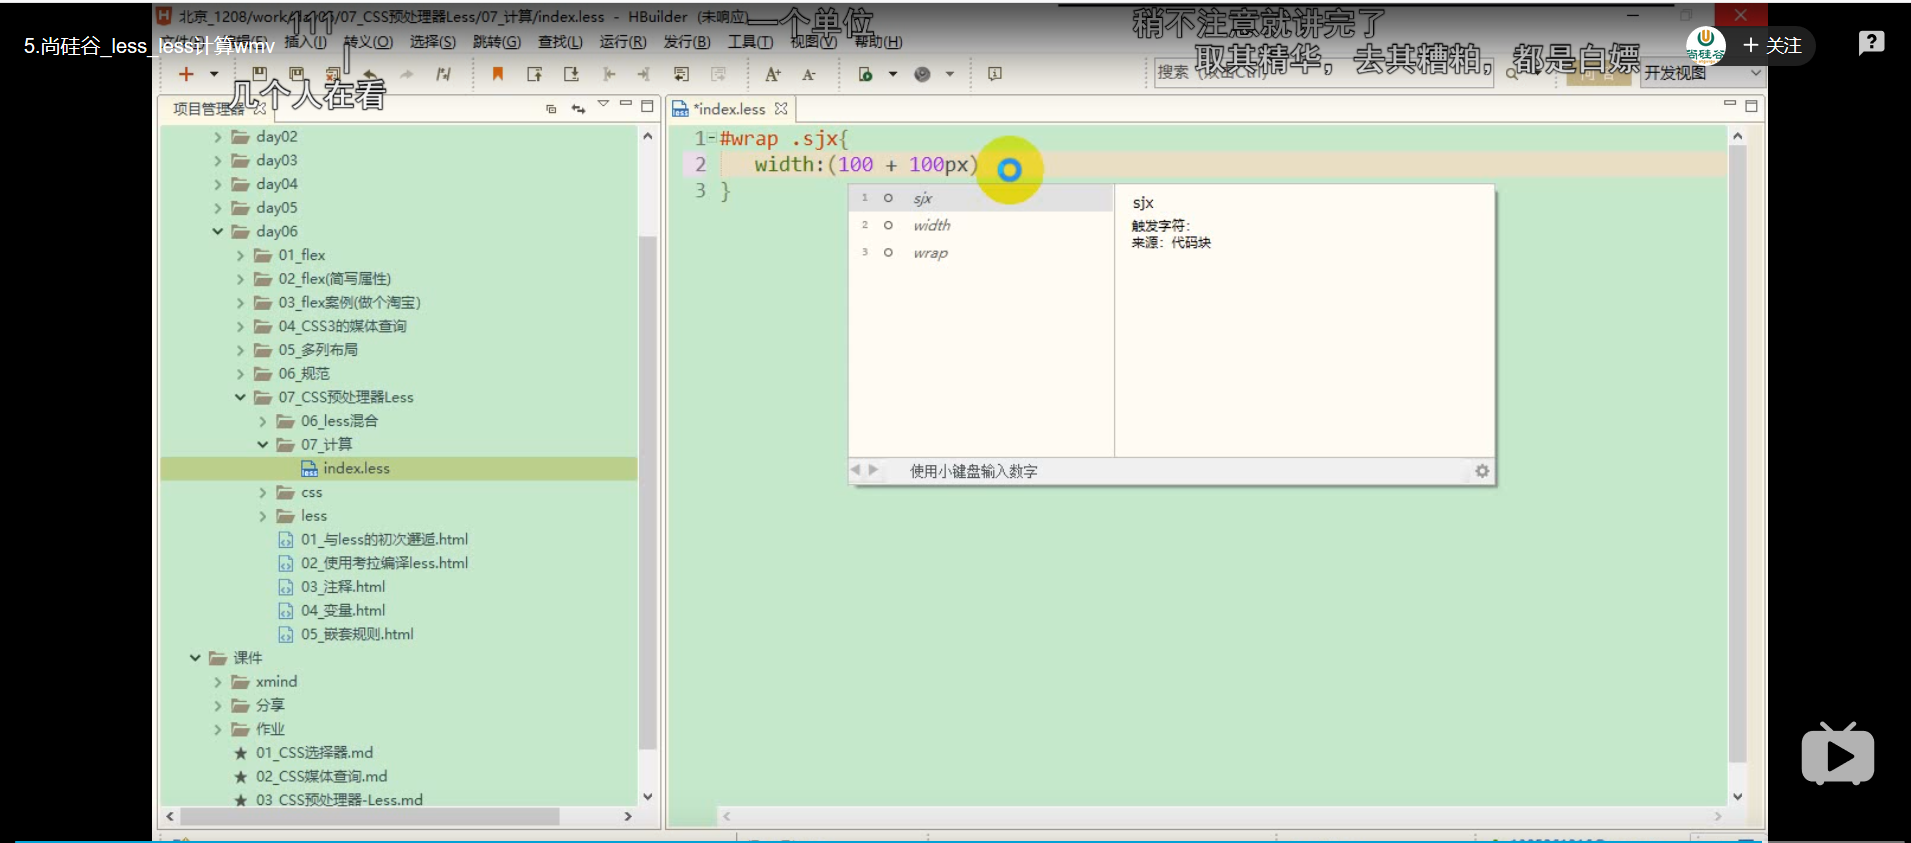 北京_1208/work/day06/07_CSS预处理器Less/07_计算/index.less - HBuilder (未响应)
一个单位
稍不注意就讲完了
5.尚硅谷_less_less计算wmv
插入(I) 转义(O) 选择(S) 跳转(G) 查找(L) 运行(R) 发行(B) 工具(T) 视图(V) 帮助(H)
尚硅谷
+ 关注
取其精华，去其糟粕，都是白嫖
搜索
开发视图
几个人在看
项目管理器
*index.less
day02
day03
day04
day05
day06
01_flex
02_flex(简写属性)
03_flex案例(做个淘宝)
04_CSS3的媒体查询
05_多列布局
06_规范
07_CSS预处理器Less
06_less混合
07_计算
index.less
css
less
01_与less的初次邂逅.html
02_使用考拉编译less.html
03_注释.html
04_变量.html
05_嵌套规则.html
课件
xmind
分享
作业
01_CSS选择器.md
02_CSS媒体查询.md
03_CSS预处理器-Less.md
1 #wrap .sjx{
2 width:(100 + 100px)
3 }
1 sjx
2 width
3 wrap
sjx
触发字符：
来源：代码块
使用小键盘输入数字